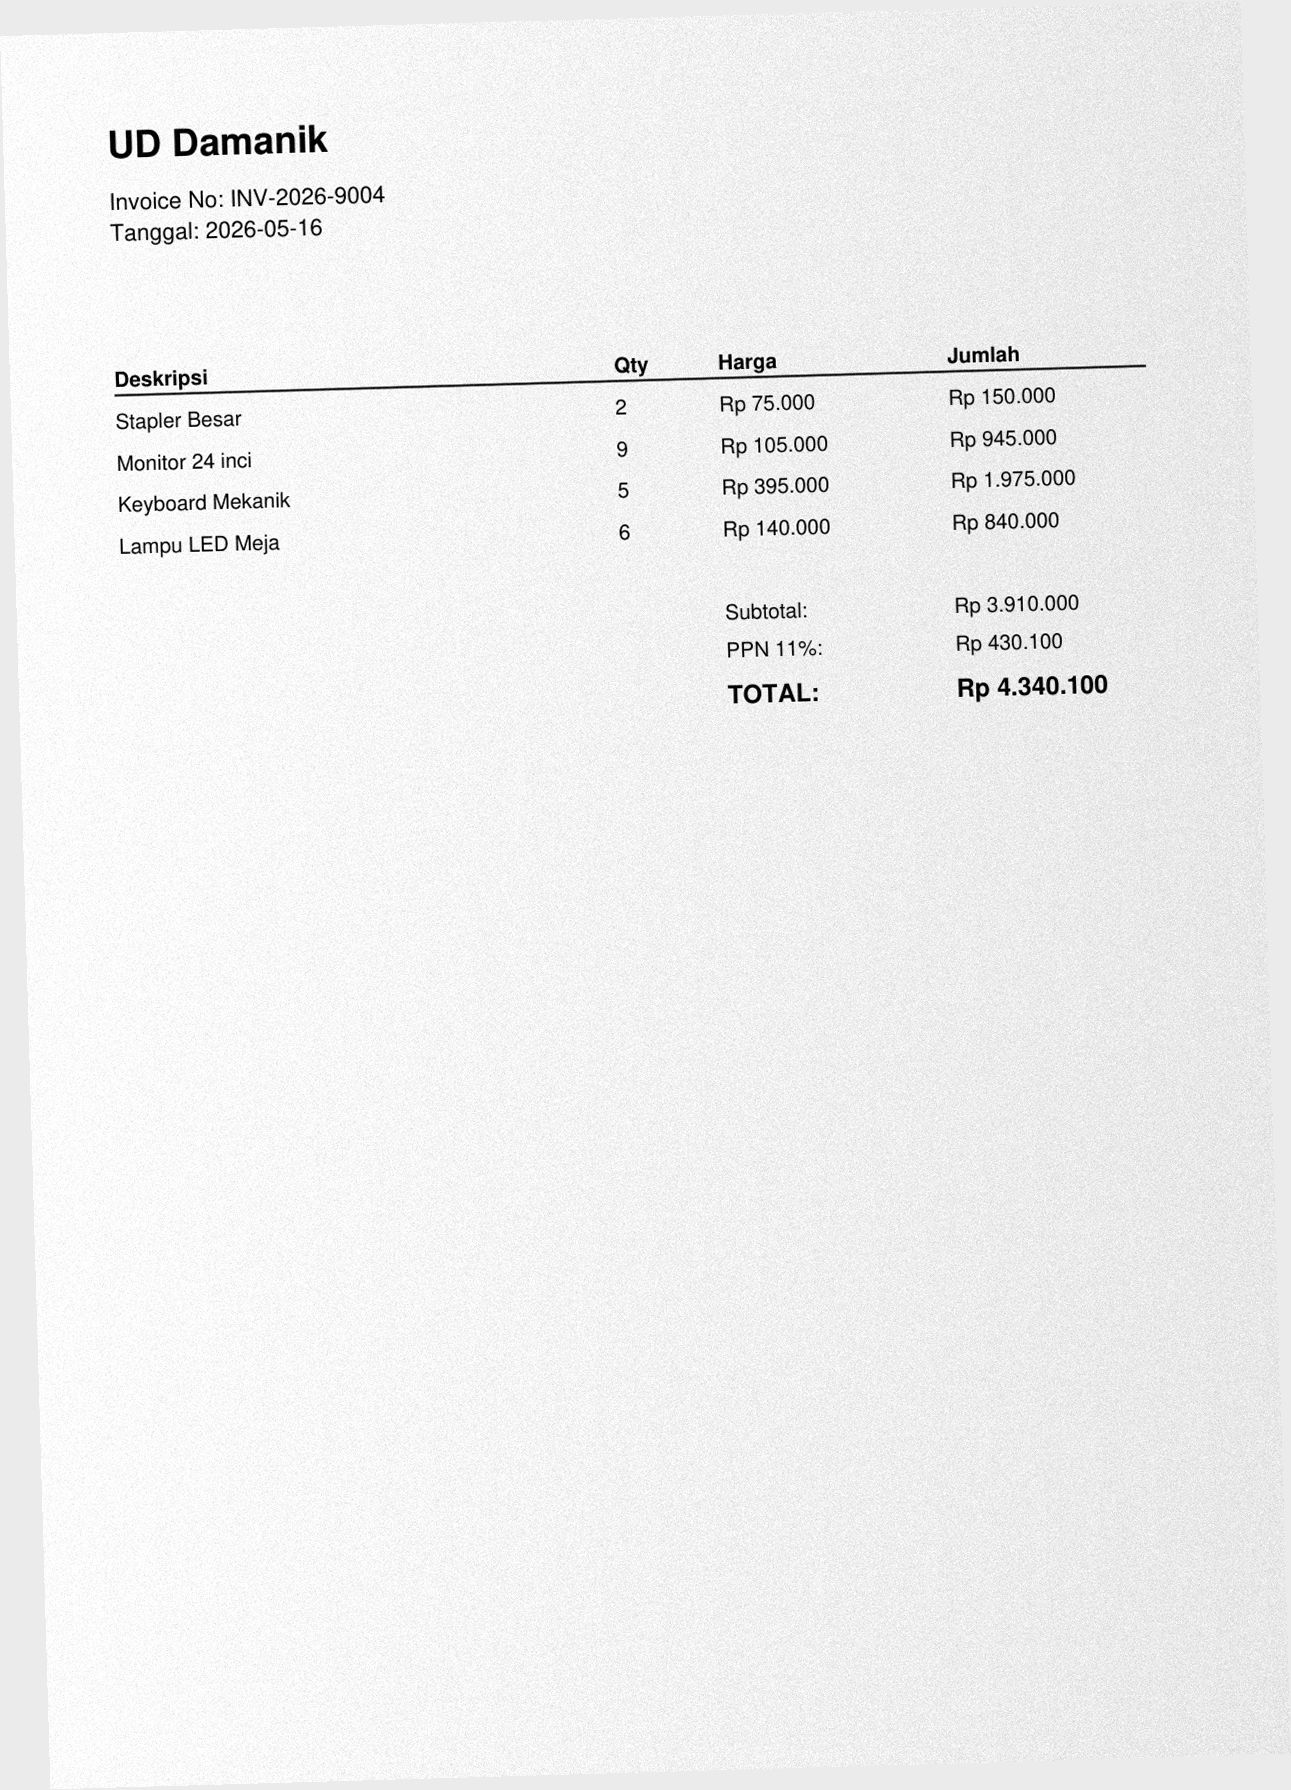 UD Damanik
Invoice No: INV-2026-9004
Tanggal: 2026-05-16
Deskripsi Qty Harga Jumlah
Stapler Besar 2 Rp 75.000 Rp 150.000
Monitor 24 inci 9 Rp 105.000 Rp 945.000
Keyboard Mekanik 5 Rp 395.000 Rp 1.975.000
Lampu LED Meja 6 Rp 140.000 Rp 840.000
Subtotal: Rp 3.910.000
PPN 11%: Rp 430.100
TOTAL: Rp 4.340.100